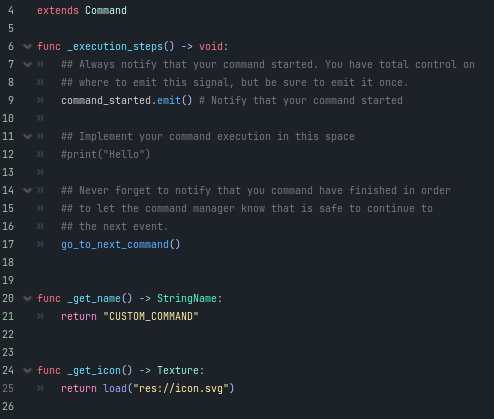 4 extends Command
5
6 func _execution_steps() -> void:
7 ## Always notify that your command started. You have total control on
8 ## where to emit this signal, but be sure to emit it once.
9 command_started.emit() # Notify that your command started
10
11 ## Implement your command execution in this space
12 #print("Hello")
13
14 ## Never forget to notify that you command have finished in order
15 ## to let the command manager know that is safe to continue to
16 ## the next event.
17 go_to_next_command()
18
19
20 func _get_name() -> StringName:
21 return "CUSTOM_COMMAND"
22
23
24 func _get_icon() -> Texture:
25 return load("res://icon.svg")
26